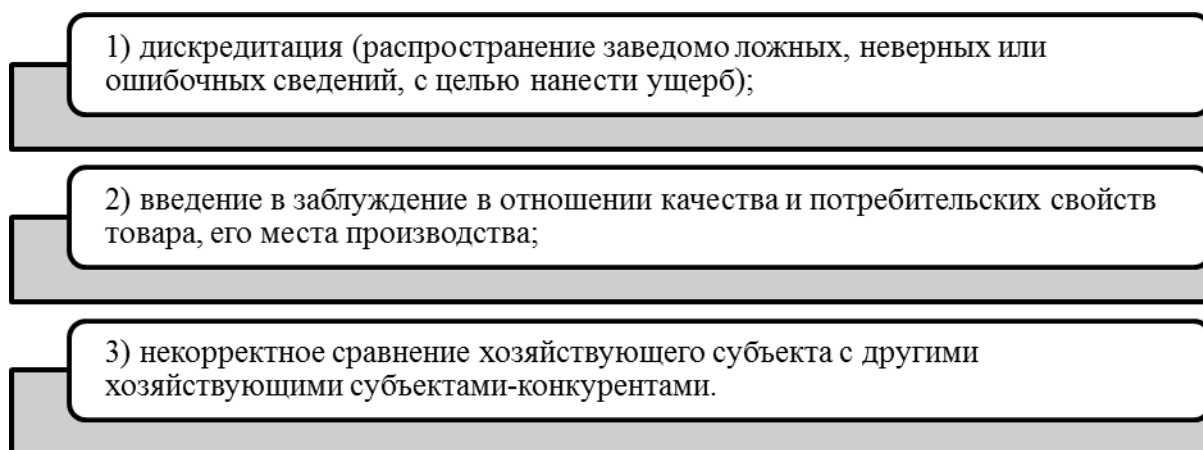 1) дискредитация (распространение заведомо ложных, неверных или
ошибочных сведений, с целью нанести ущерб);
2) введение в заблуждение в отношении качества и потребительских свойств
товара, его места производства;
3) некорректное сравнение хозяйствующего субъекта с другими
хозяйствующими субъектами-конкурентами.